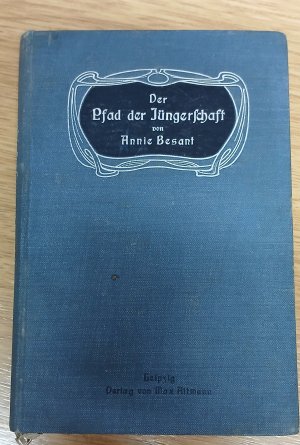 Der
Pfad der Jüngerschaft
von
Annie Besant
Leipzig
Verlag von Max Altmann